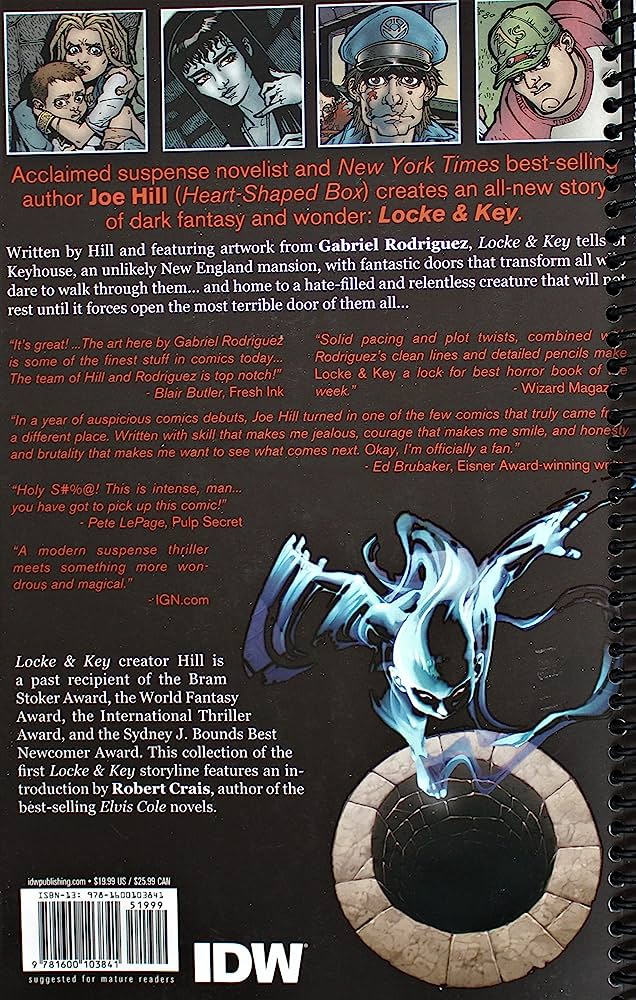 Acclaimed suspense novelist and New York Times best-selling
author Joe Hill (Heart-Shaped Box) creates an all-new story
of dark fantasy and wonder: Locke & Key.
Written by Hill and featuring artwork from Gabriel Rodriguez, Locke & Key tells of
Keyhouse, an unlikely New England mansion, with fantastic doors that transform all
dare to walk through them... and home to a hate-filled and relentless creature that will not
rest until it forces open the most terrible door of them all...
"It's great! ...The art here by Gabriel Rodriguez
is some of the finest stuff in comics today...
The team of Hill and Rodriguez is top notch!"
- Blair Butler, Fresh Ink
"Solid pacing and plot twists, combined
Rodriguez's clean lines and detailed pencils make
Locke & Key a lock for best horror book of the
week."
- Wizard
"In a year of auspicious comics debuts, Joe Hill turned in one of the few comics that truly came
a different place. Written with skill that makes me jealous, courage that makes me smile, and honesty
and brutality that makes me want to see what comes next. Okay, I'm officially a fan."
- Ed Brubaker, Eisner Award-winning
"Holy S#%@! This is intense, man...
you have got to pick up this comic!"
- Pete LePage, Pulp Secret
"A modern suspense thriller
meets something more won-
drous and magical."
- IGN.com
Locke & Key creator Hill is
a past recipient of the Bram
Stoker Award, the World Fantasy
Award, the International Thriller
Award, and the Sydney J. Bounds Best
Newcomer Award. This collection of the
first Locke & Key storyline features an in-
troduction by Robert Crais, author of the
best-selling Elvis Cole novels.
idwpublishing.com • $19.99 US / $25.99 CAN
ISBN-13: 978-1600103841
51999
9 781600 103841
suggested for mature readers
IDW